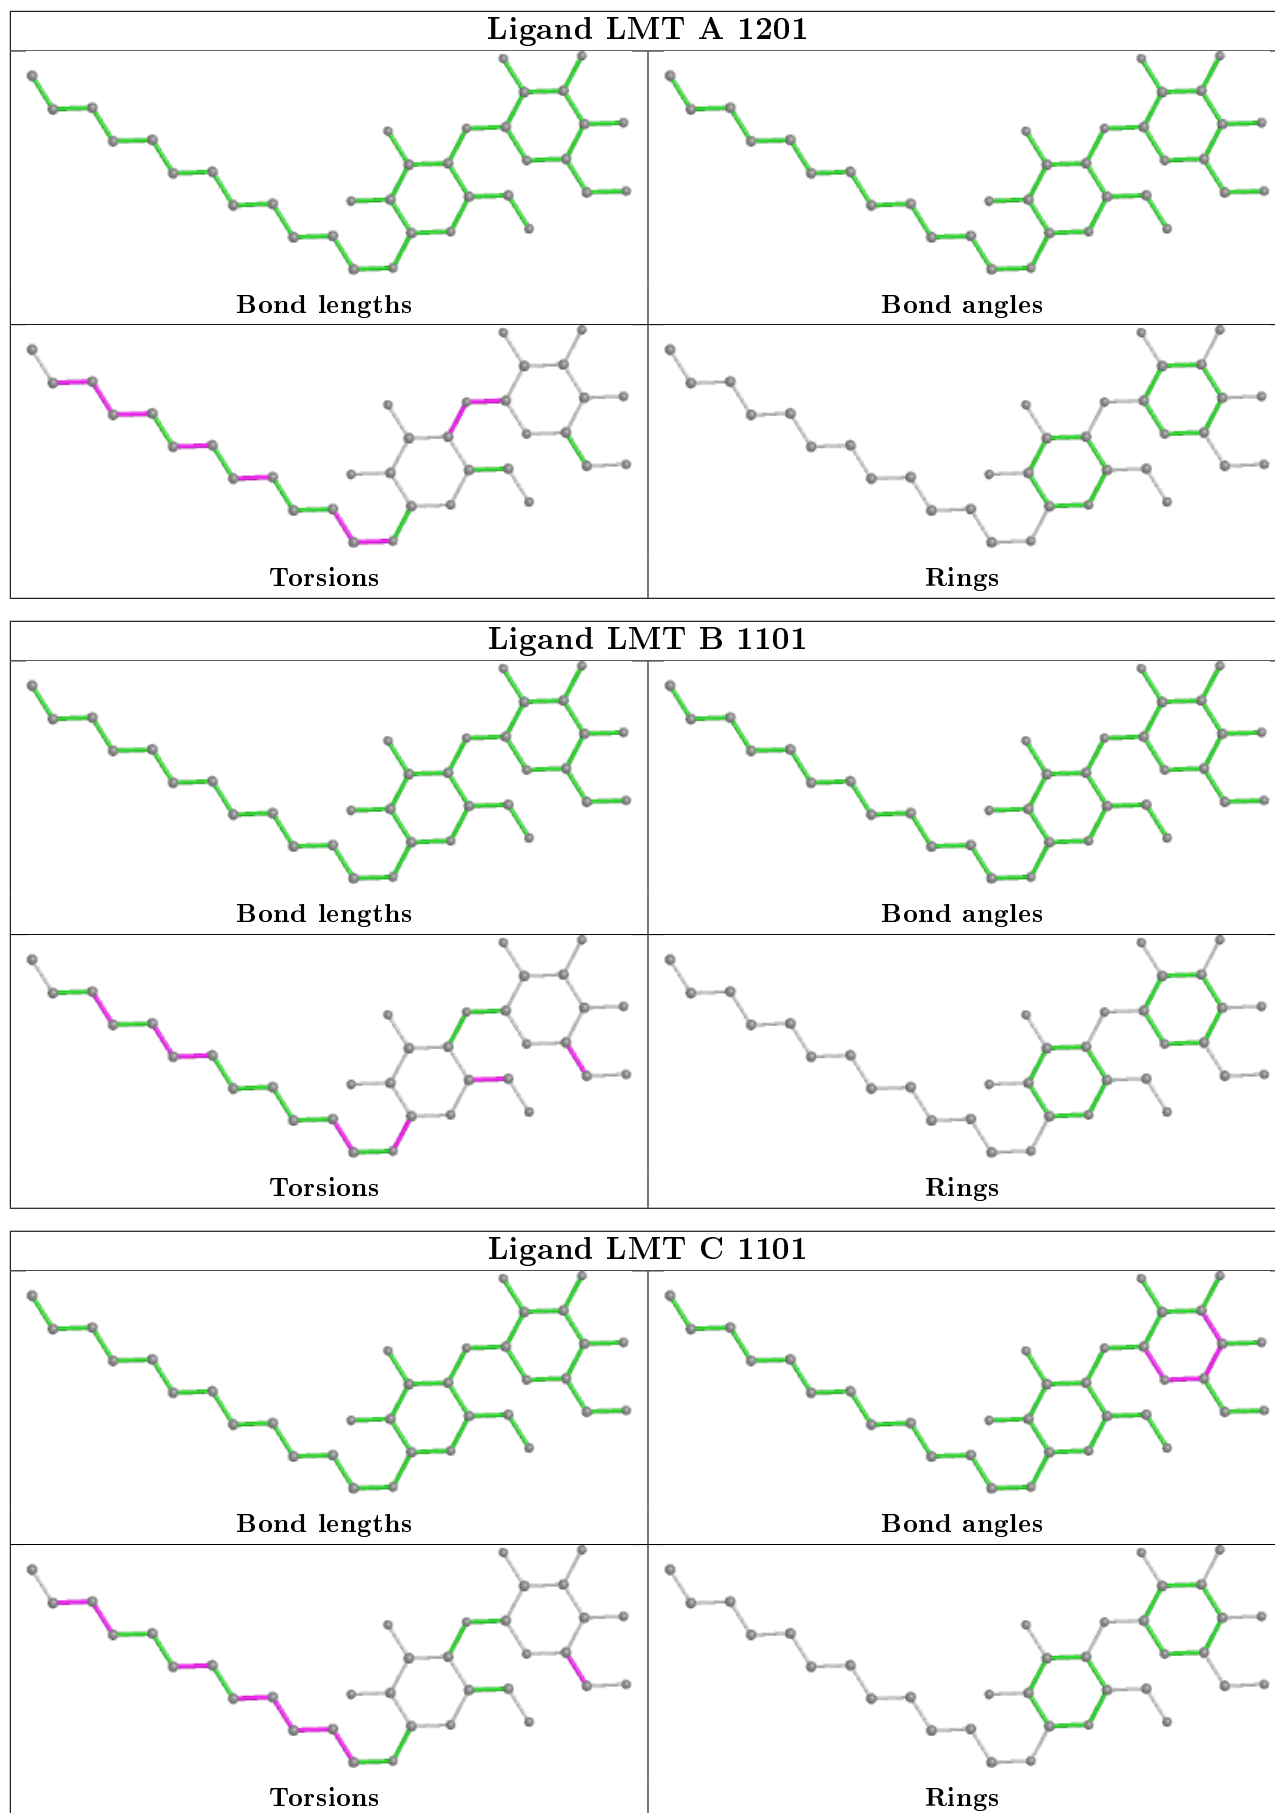 Ligand LMT A 1201
Bond lengths
Bond angles
Torsions
Rings
Ligand LMT B 1101
Bond lengths
Bond angles
Torsions
Rings
Ligand LMT C 1101
Bond lengths
Bond angles
Torsions
Rings